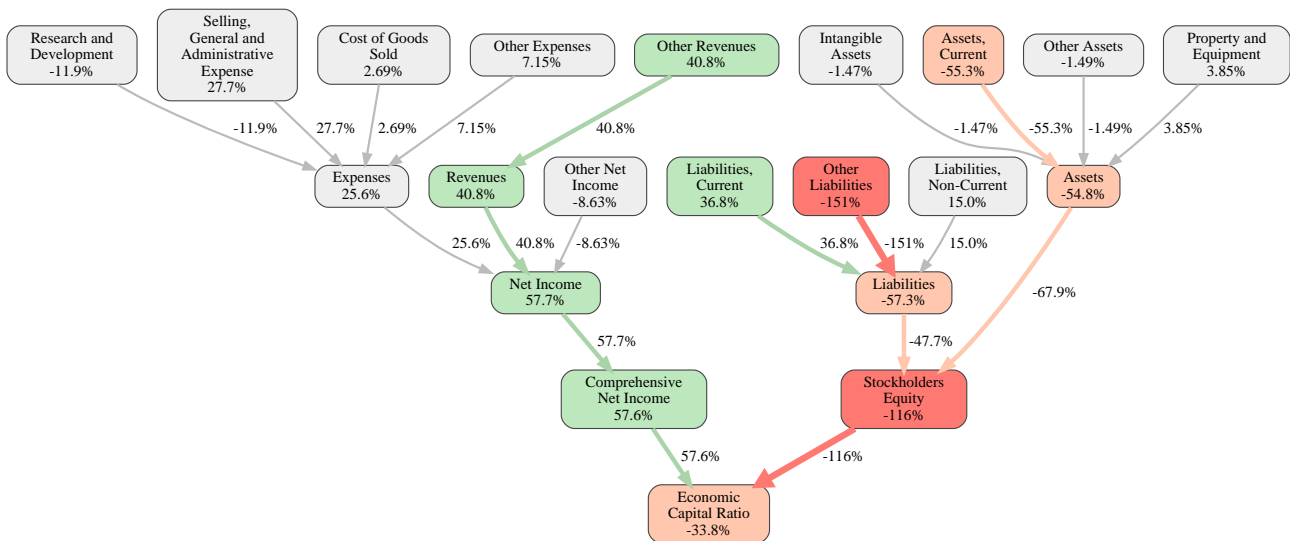 Research and
Development
-11.9%
Selling,
General and
Administrative
Expense
27.7%
Cost of Goods
Sold
2.69%
Other Expenses
7.15%
Other Revenues
40.8%
Intangible
Assets
-1.47%
Assets,
Current
-55.3%
Other Assets
-1.49%
Property and
Equipment
3.85%
-11.9%
27.7%
2.69%
7.15%
40.8%
-1.47%
-55.3%
-1.49%
3.85%
Expenses
25.6%
Revenues
40.8%
Other Net
Income
-8.63%
Liabilities,
Current
36.8%
Other
Liabilities
-151%
Liabilities,
Non-Current
15.0%
Assets
-54.8%
25.6%
40.8%
-8.63%
36.8%
-151%
15.0%
-67.9%
Net Income
57.7%
Liabilities
-57.3%
57.7%
-47.7%
Comprehensive
Net Income
57.6%
Stockholders
Equity
-116%
57.6%
-116%
Economic
Capital Ratio
-33.8%